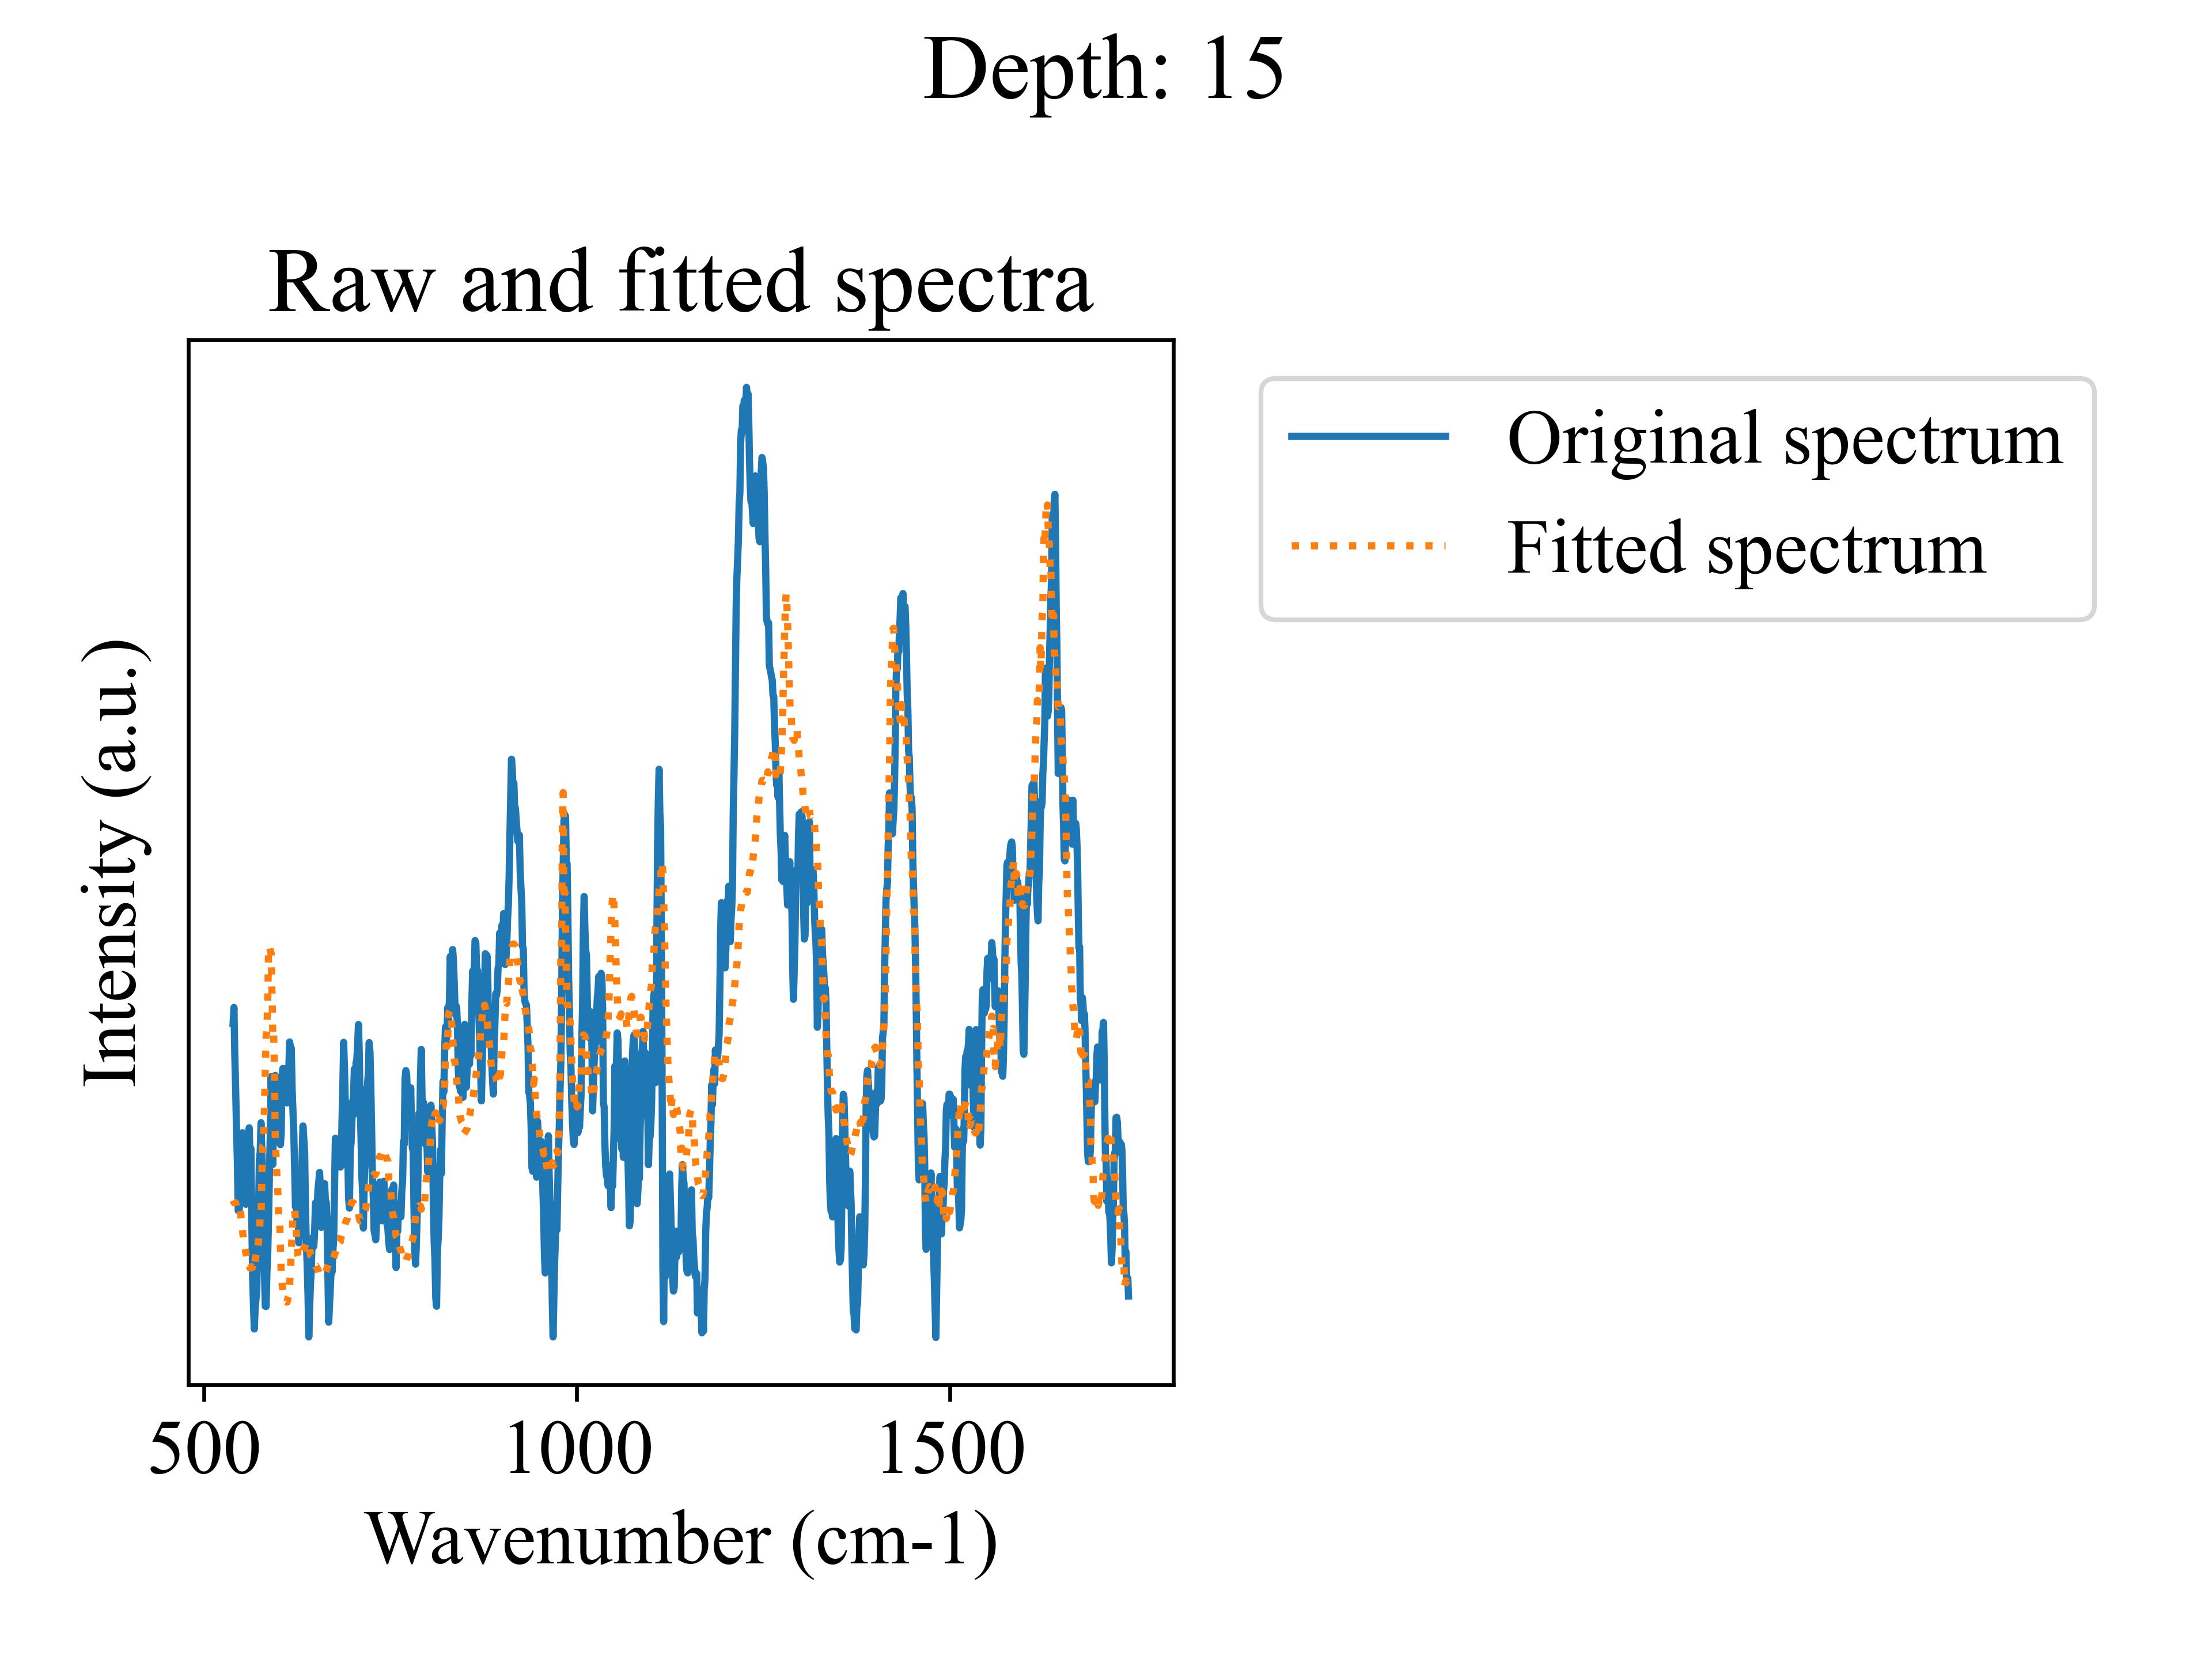 Depth: 15
Raw and fitted spectra
Original spectrum
Fitted spectrum
Intensity (a.u.)
500 1000 1500
Wavenumber (cm-1)